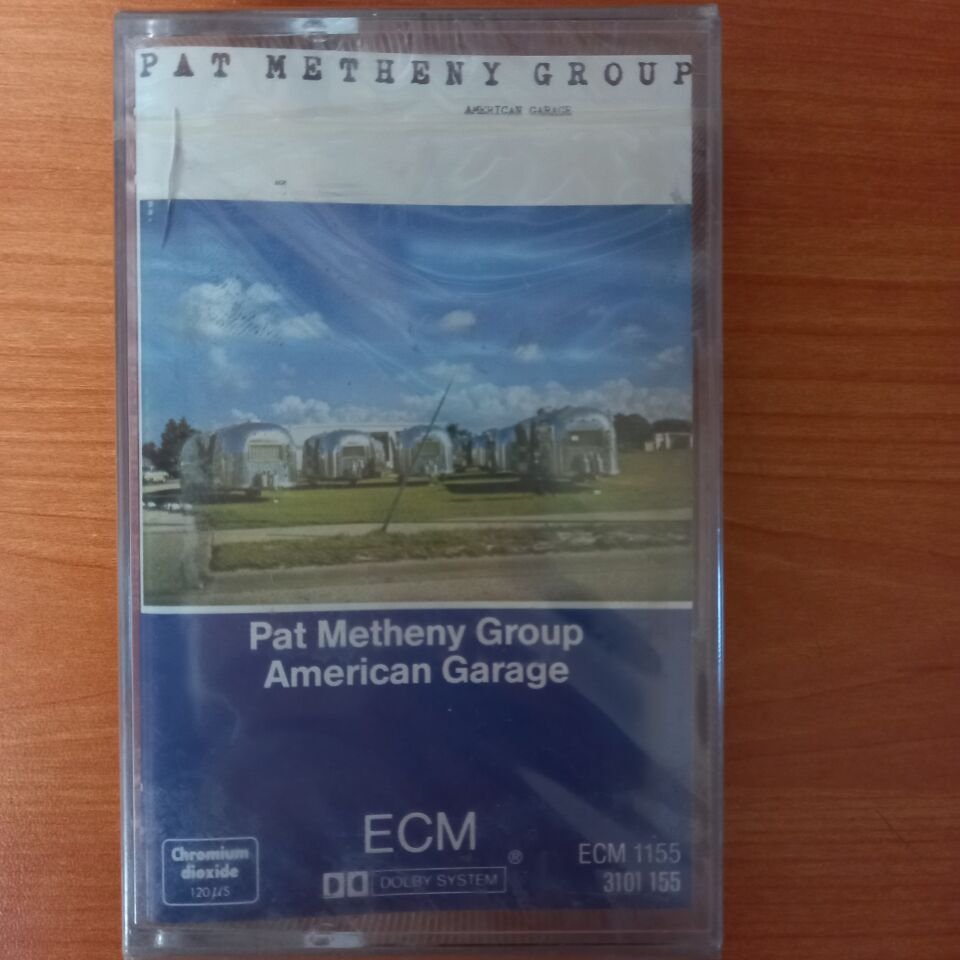 PAT METHENY GROUP
AMERICAN GARAGE
Pat Metheny Group
American Garage
ECM
®
Chromium
dioxide
120 µs
DOLBY SYSTEM
ECM 1155
3101 155